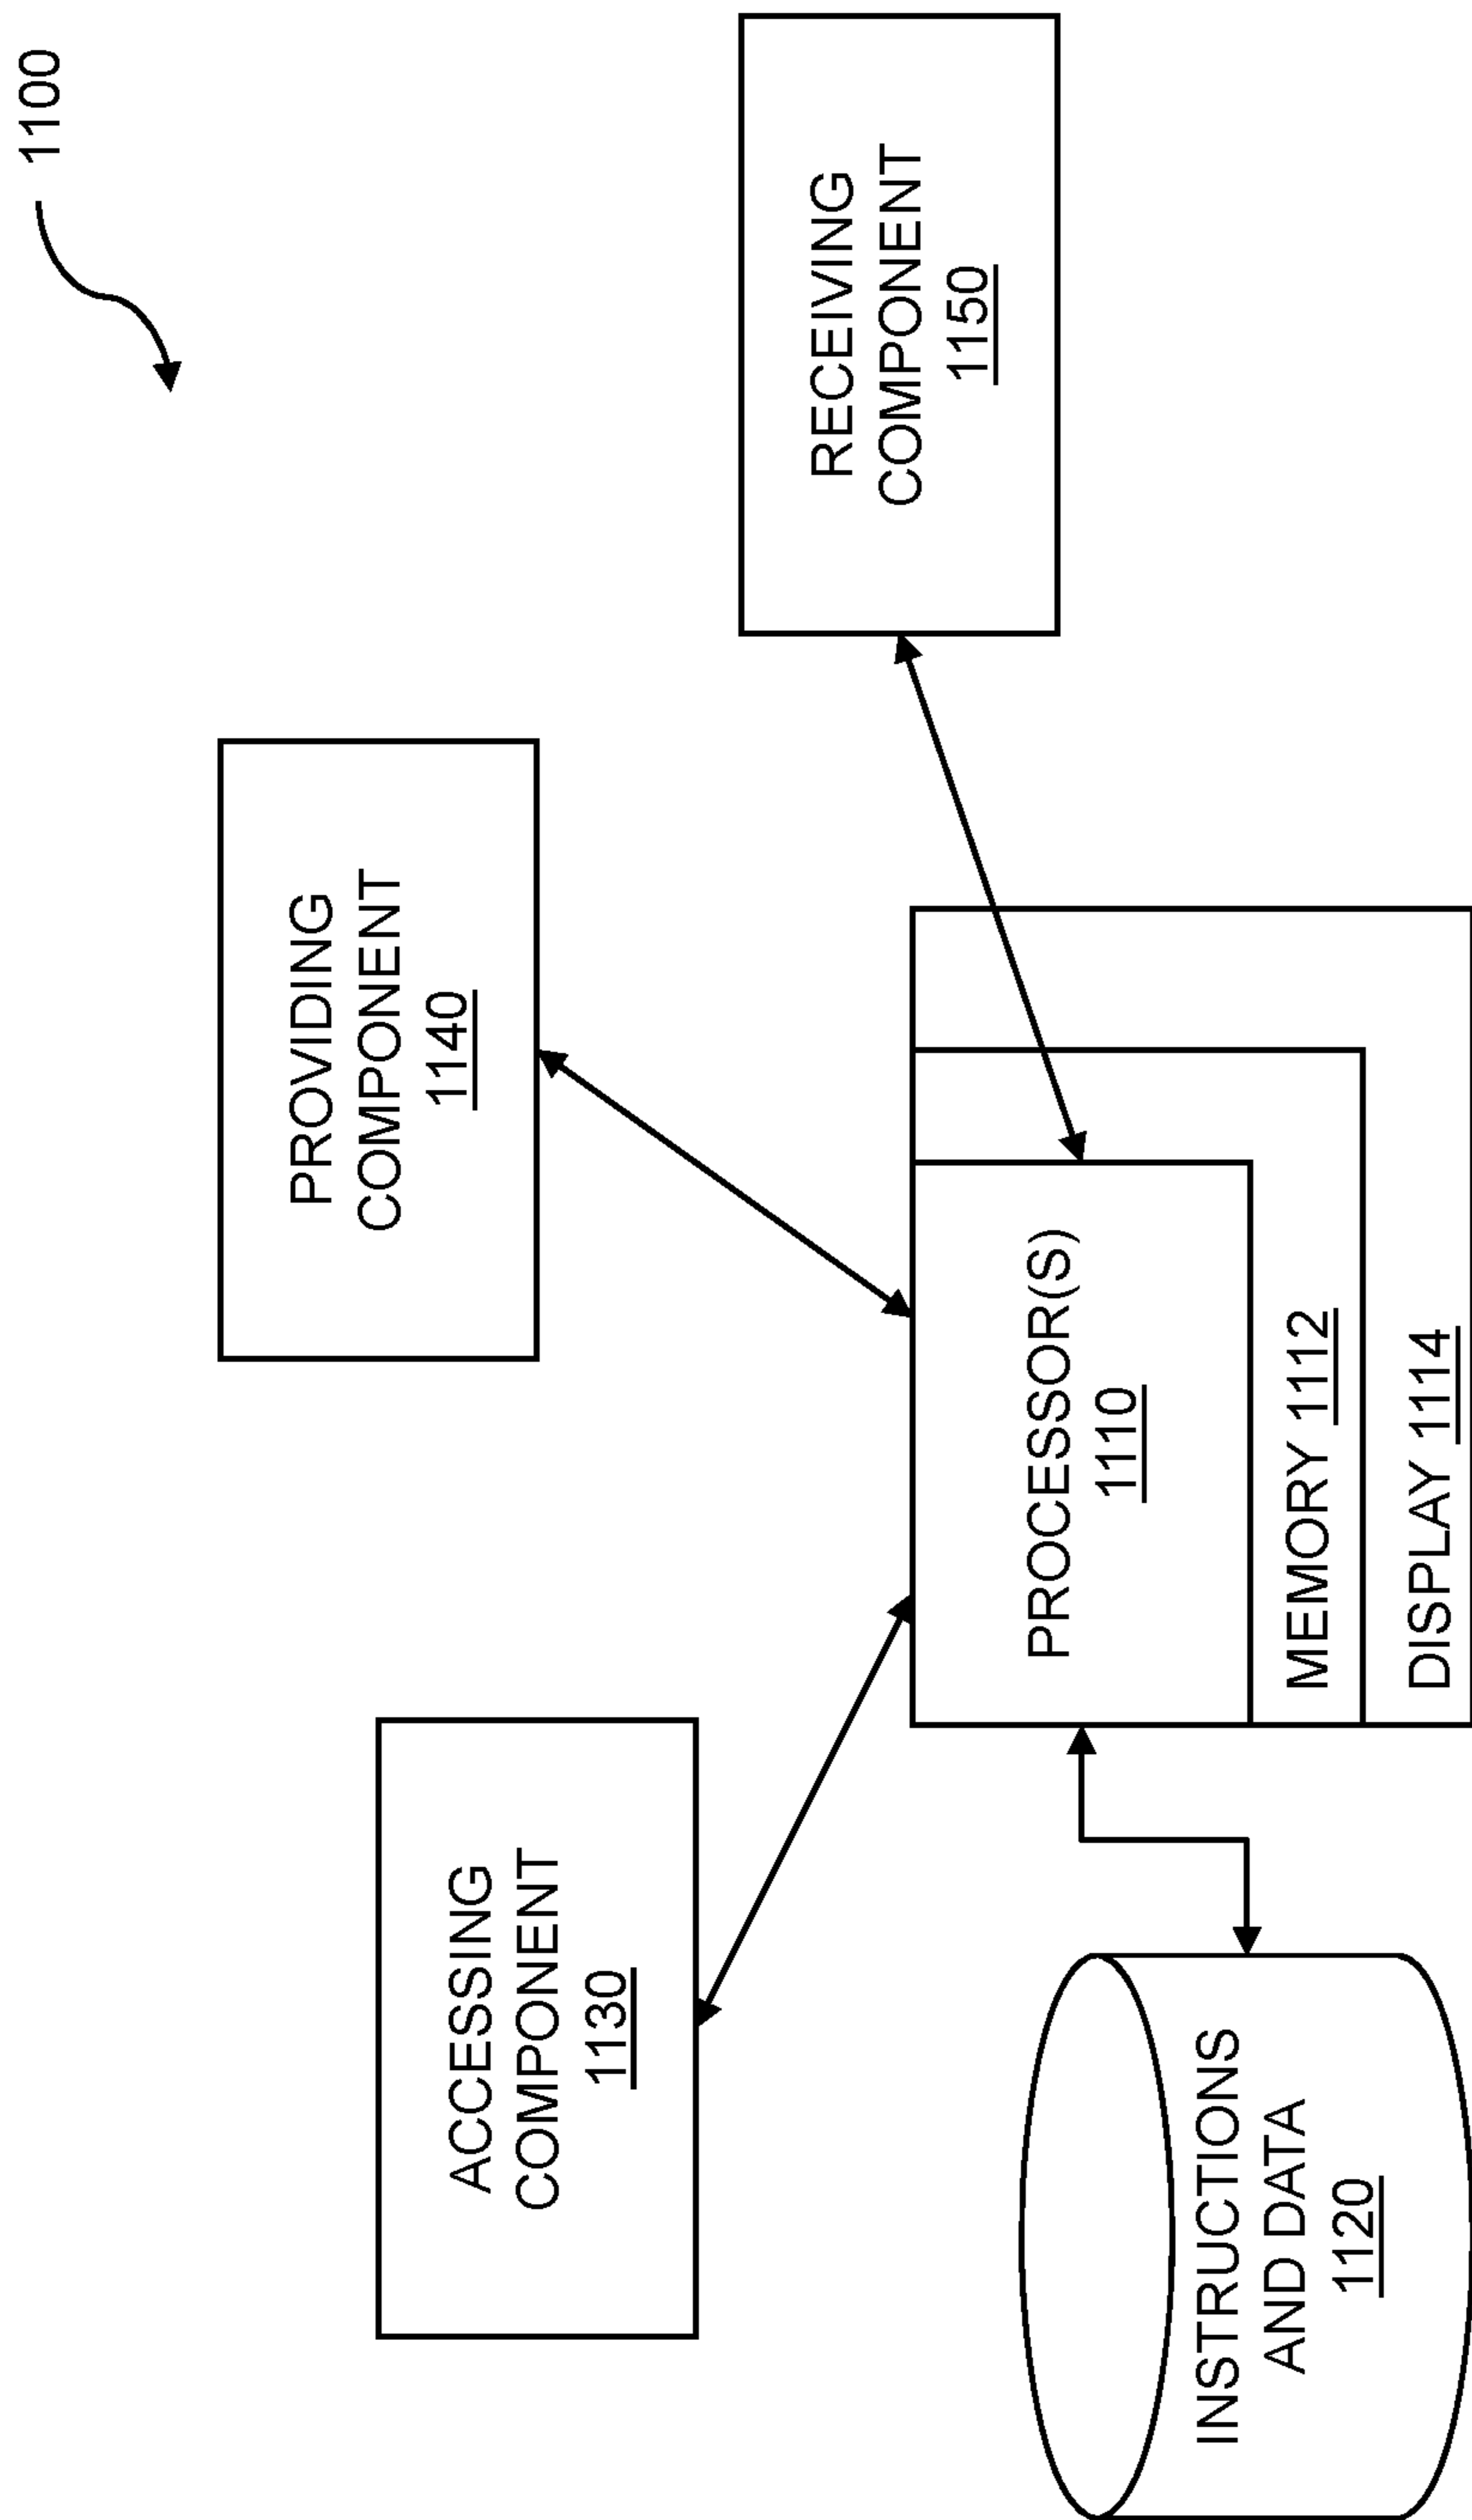 1100
ACCESSING
COMPONENT
1130
PROVIDING
COMPONENT
1140
RECEIVING
COMPONENT
1150
INSTRUCTIONS
AND DATA
1120
PROCESSOR(S)
1110
MEMORY 1112
DISPLAY 1114